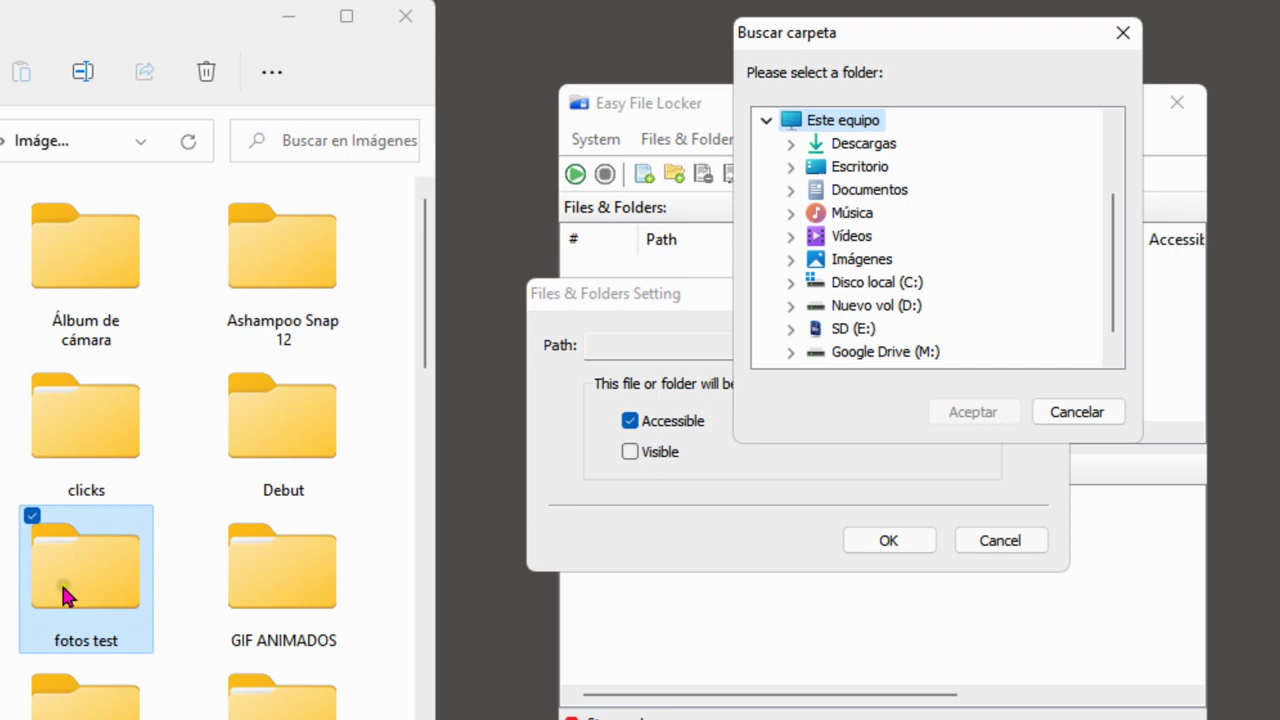 Imáge...
Buscar en Imágenes
Álbum de
cámara
Ashampoo Snap
12
clicks
Debut
fotos test
GIF ANIMADOS
Easy File Locker
System
Files & Folder
Files & Folders:
#
Path
Accessib
Files & Folders Setting
Path:
This file or folder will be
Accessible
Visible
OK
Cancel
Buscar carpeta
Please select a folder:
Este equipo
Descargas
Escritorio
Documentos
Música
Vídeos
Imágenes
Disco local (C:)
Nuevo vol (D:)
SD (E:)
Google Drive (M:)
Aceptar
Cancelar